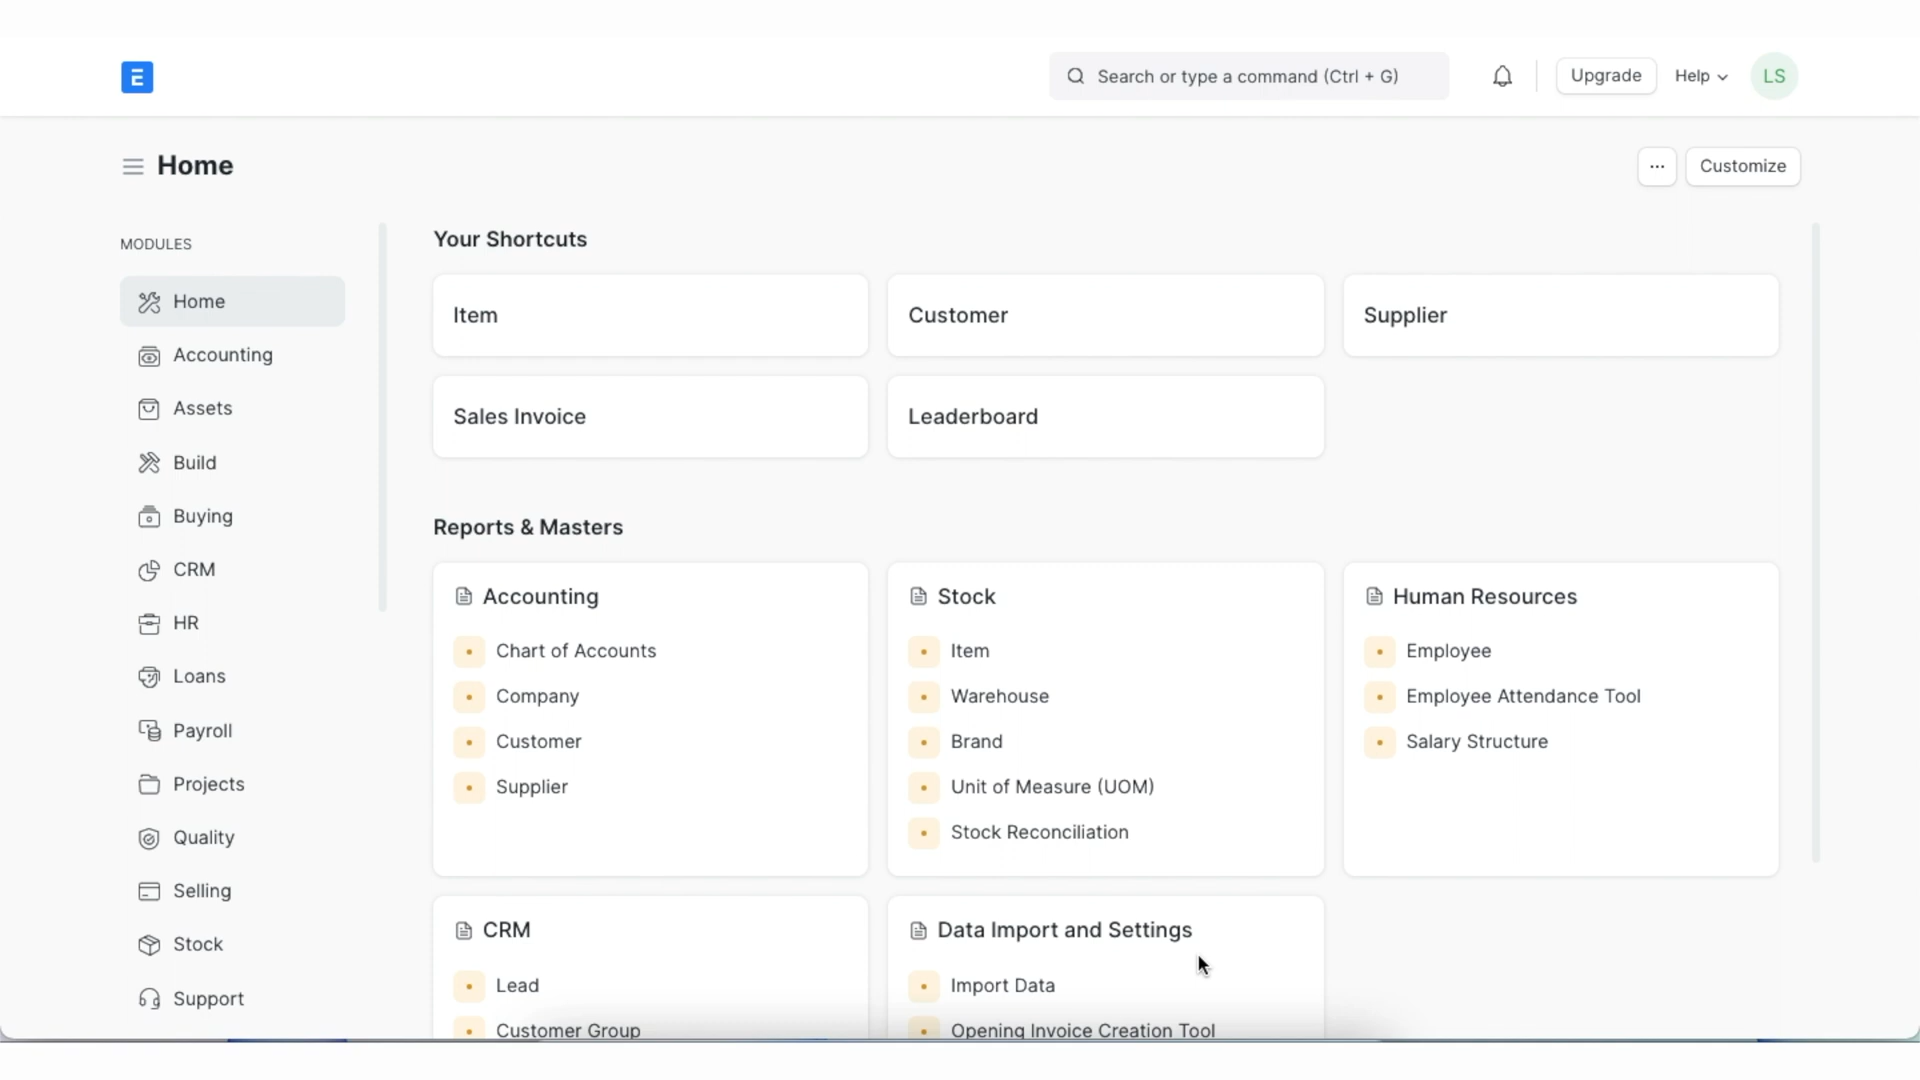 E
Search or type a command (Ctrl + G)
Upgrade
Help
LS
Home
...
Customize
MODULES
Home
Accounting
Assets
Build
Buying
CRM
HR
Loans
Payroll
Projects
Quality
Selling
Stock
Support
Your Shortcuts
Item
Customer
Supplier
Sales Invoice
Leaderboard
Reports & Masters
Accounting
Chart of Accounts
Company
Customer
Supplier
Stock
Item
Warehouse
Brand
Unit of Measure (UOM)
Stock Reconciliation
Human Resources
Employee
Employee Attendance Tool
Salary Structure
CRM
Lead
Customer Group
Data Import and Settings
Import Data
Opening Invoice Creation Tool